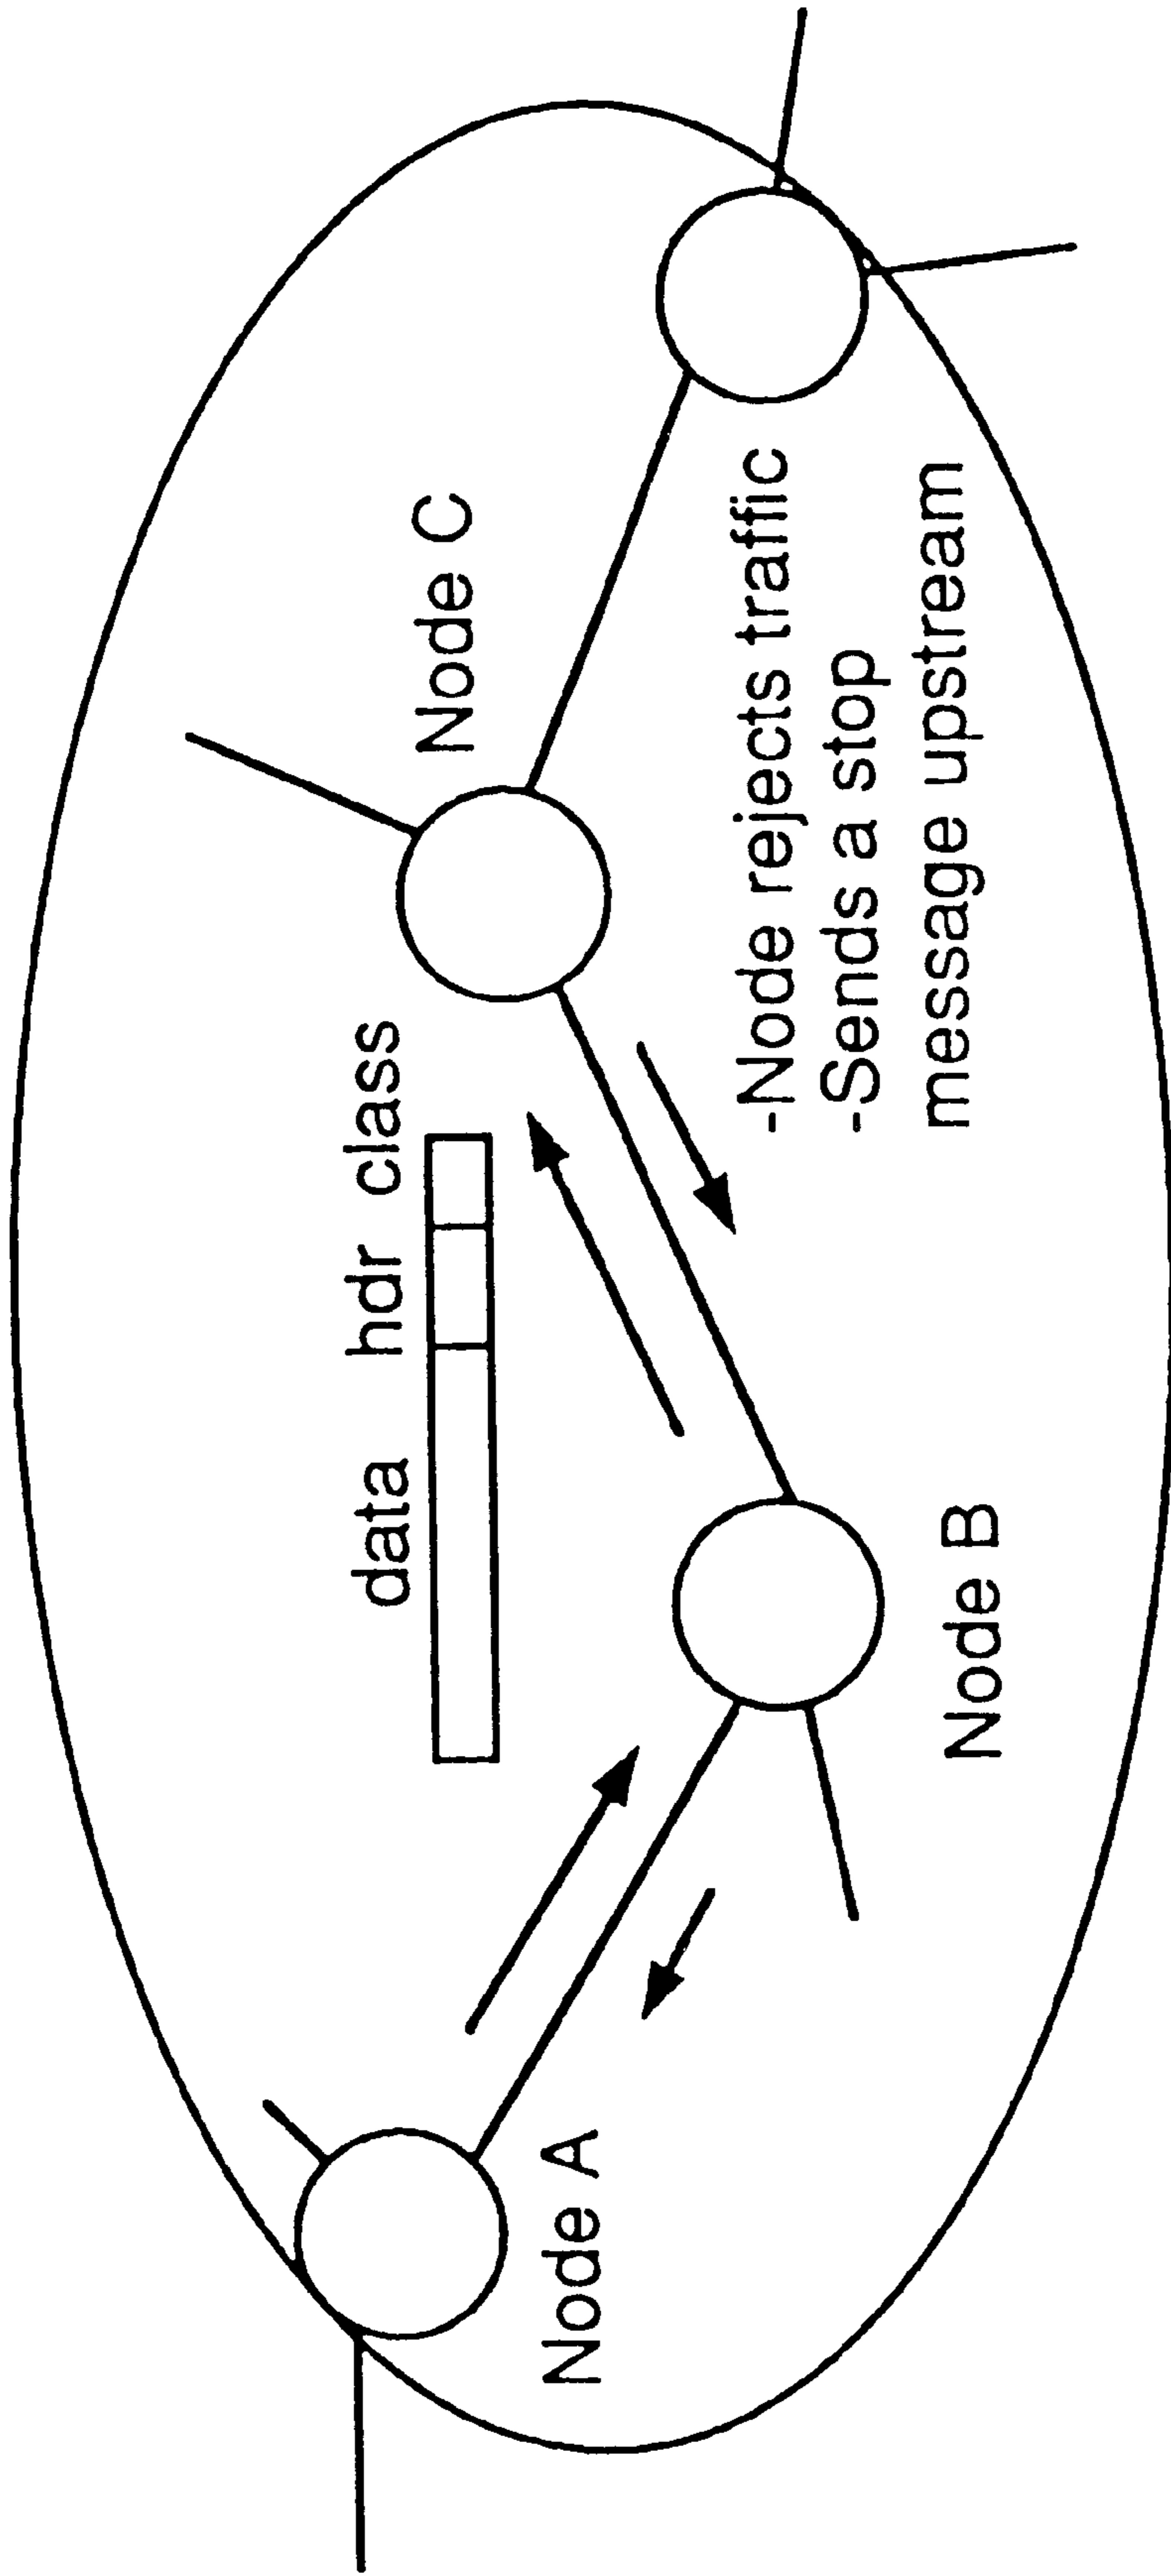 data hdr class
Node C
Node A
Node B
-Node rejects traffic
-Sends a stop
message upstream